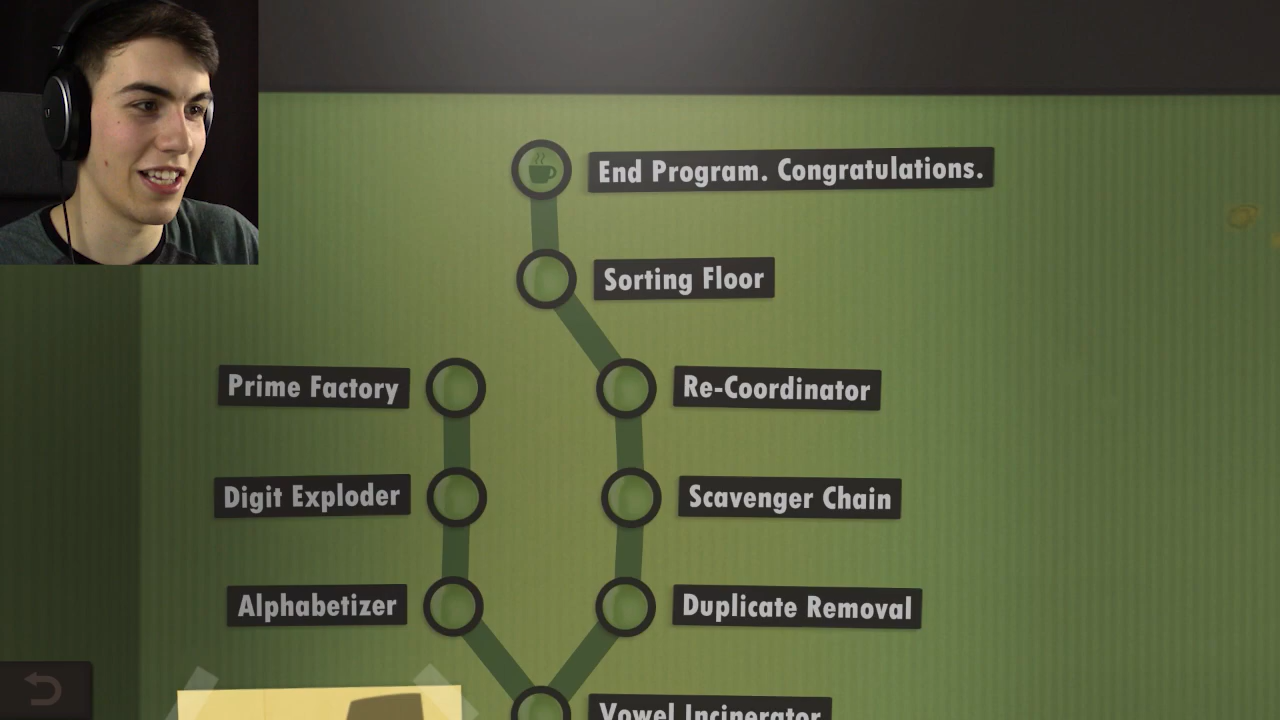 End Program. Congratulations.
Sorting Floor
Prime Factory
Re-Coordinator
Digit Exploder
Scavenger Chain
Alphabetizer
Duplicate Removal
Vowel Incinerator